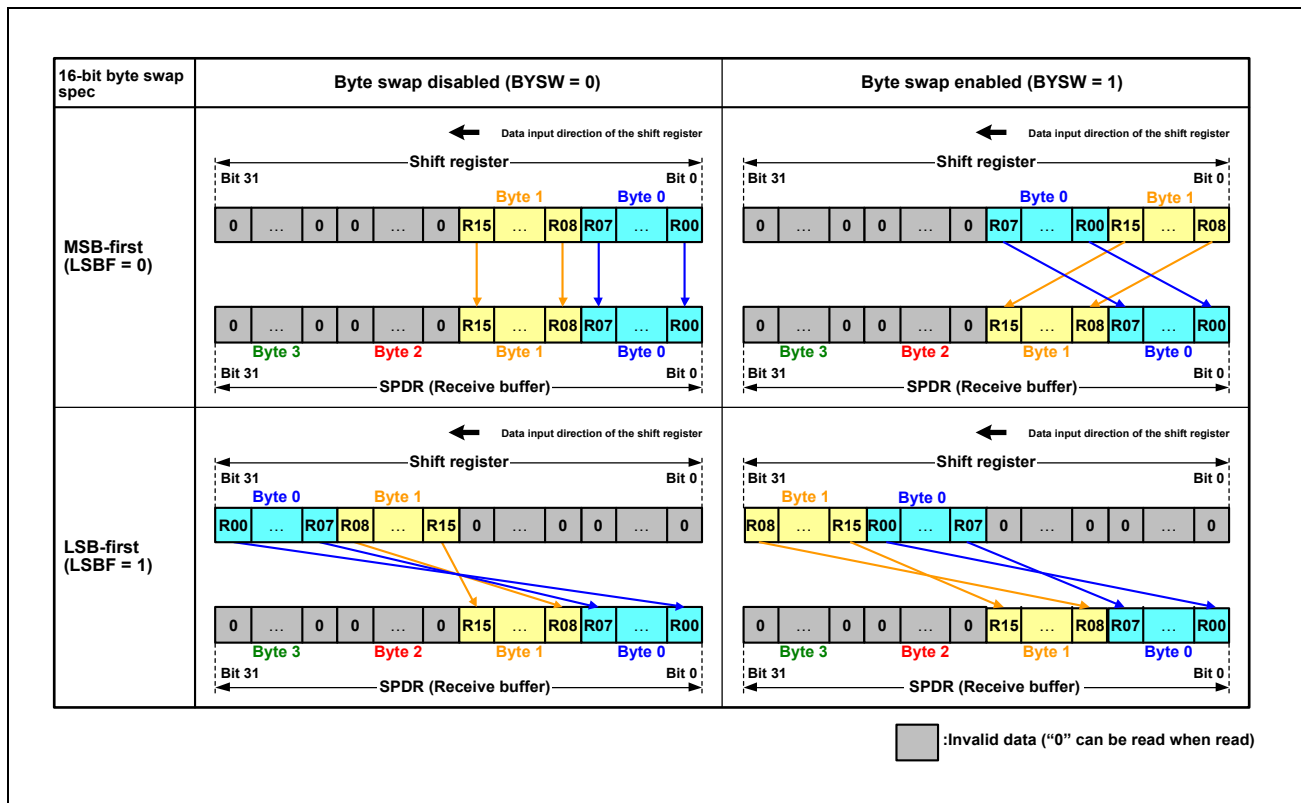 16-bit byte swap spec
Byte swap disabled (BYSW = 0)
Byte swap enabled (BYSW = 1)
MSB-first
(LSBF = 0)
Data input direction of the shift register
Shift register
Bit 31 Bit 0
Byte 1 Byte 0
0 ... 0 0 ... 0 R15 ... R08 R07 ... R00
0 ... 0 0 ... 0 R15 ... R08 R07 ... R00
Byte 3 Byte 2 Byte 1 Byte 0
Bit 31 Bit 0
SPDR (Receive buffer)
Data input direction of the shift register
Shift register
Bit 31 Bit 0
Byte 0 Byte 1
0 ... 0 0 ... 0 R07 ... R00 R15 ... R08
0 ... 0 0 ... 0 R15 ... R08 R07 ... R00
Byte 3 Byte 2 Byte 1 Byte 0
Bit 31 Bit 0
SPDR (Receive buffer)
LSB-first
(LSBF = 1)
Data input direction of the shift register
Shift register
Bit 31 Bit 0
Byte 0 Byte 1
R00 ... R07 R08 ... R15 0 ... 0 0 ... 0
0 ... 0 0 ... 0 R15 ... R08 R07 ... R00
Byte 3 Byte 2 Byte 1 Byte 0
Bit 31 Bit 0
SPDR (Receive buffer)
Data input direction of the shift register
Shift register
Bit 31 Bit 0
Byte 1 Byte 0
R08 ... R15 R00 ... R07 0 ... 0 0 ... 0
0 ... 0 0 ... 0 R15 ... R08 R07 ... R00
Byte 3 Byte 2 Byte 1 Byte 0
Bit 31 Bit 0
SPDR (Receive buffer)
:Invalid data (“0” can be read when read)